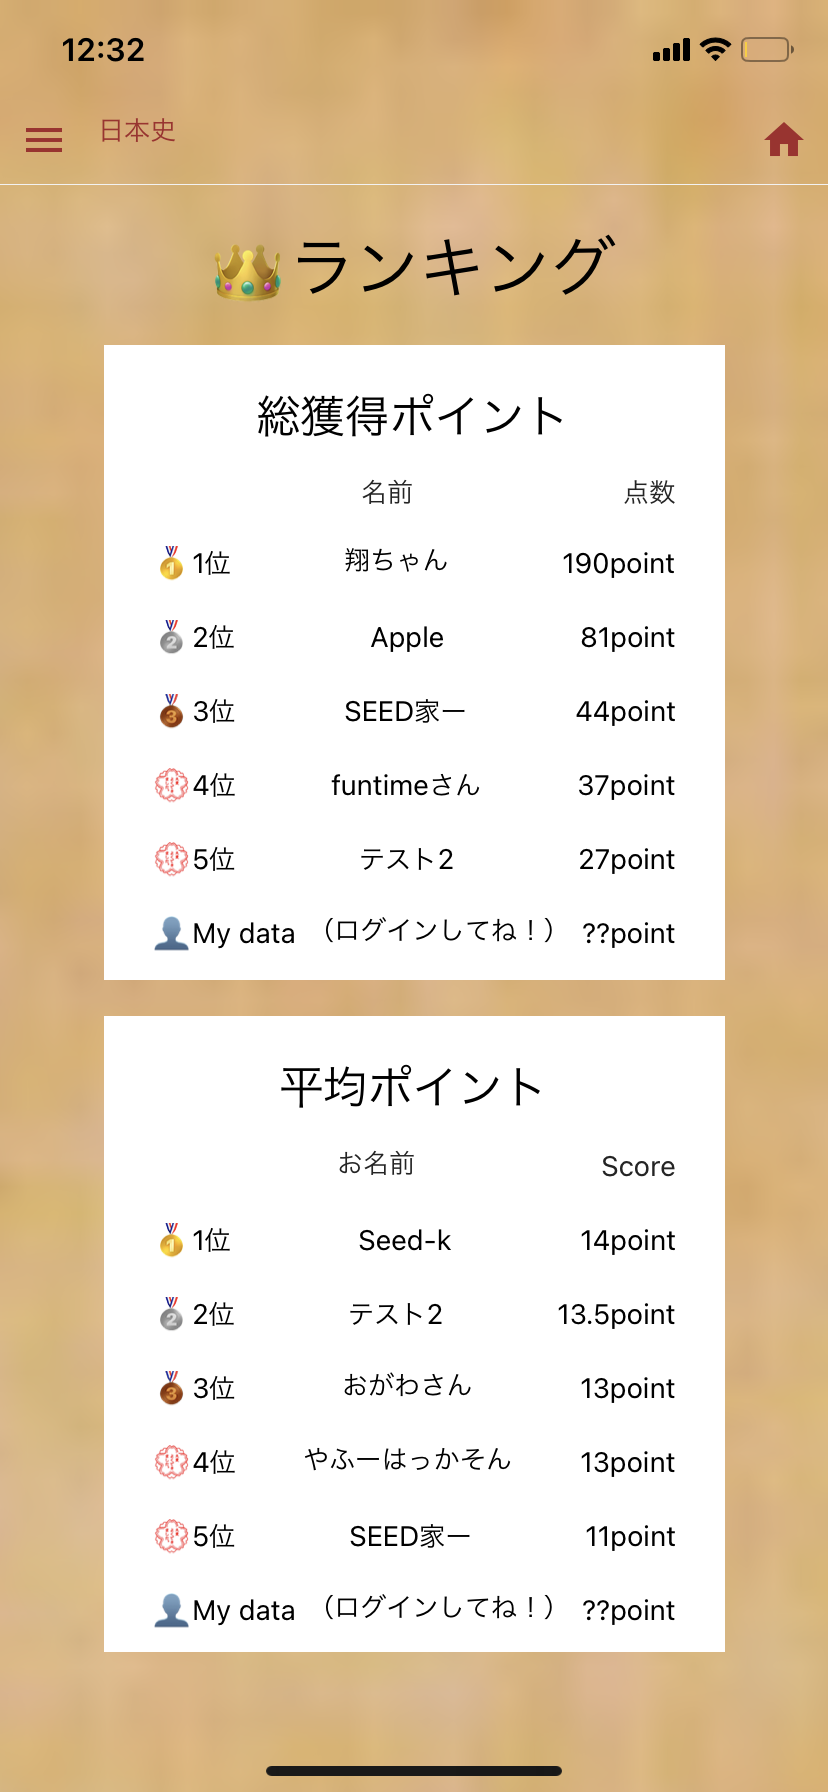 12:32
日本史
ランキング
総獲得ポイント
名前 点数
1位 翔ちゃん 190point
2位 Apple 81point
3位 SEED家一 44point
4位 funtimeさん 37point
5位 テスト2 27point
My data （ログインしてね！） ??point
平均ポイント
お名前 Score
1位 Seed-k 14point
2位 テスト2 13.5point
3位 おがわさん 13point
4位 やふーはっかそん 13point
5位 SEED家一 11point
My data （ログインしてね！） ??point